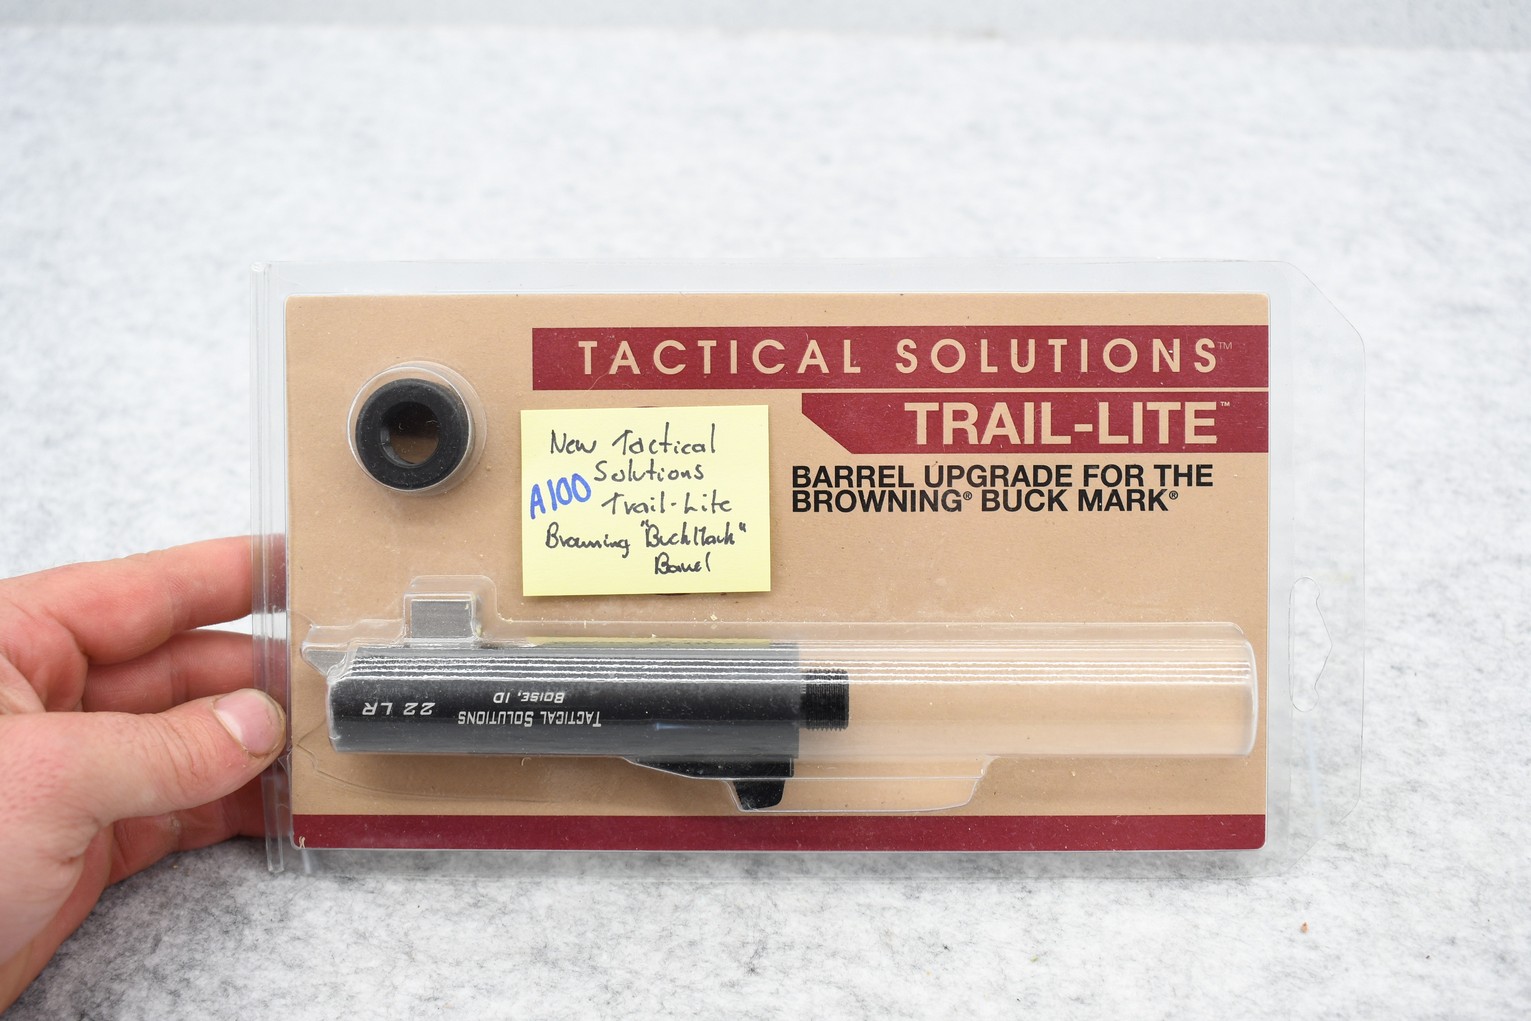 TACTICAL SOLUTIONS™
TRAIL-LITE™
BARREL UPGRADE FOR THE
BROWNING® BUCK MARK®
New Tactical
Solutions
A100
Trail-Lite
Browning "BuckMark"
Barrel
TACTICAL SOLUTIONS
BOISE, ID
22 LR